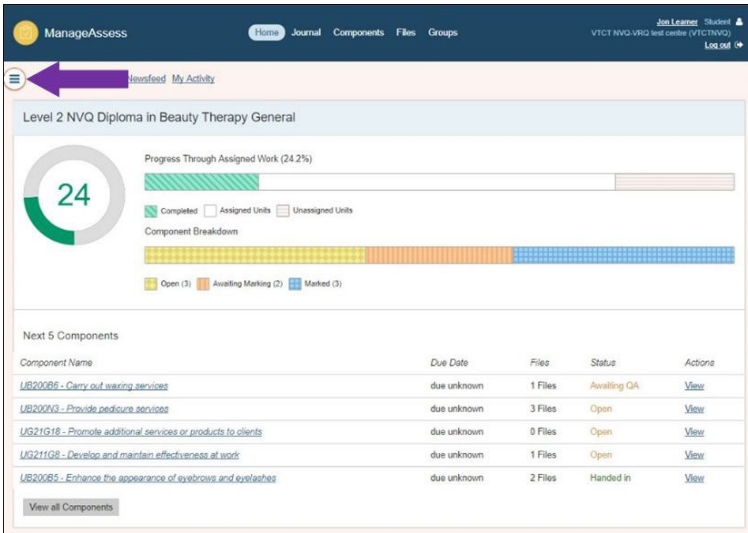 ManageAssess
Home Journal Components Files Groups
Jon Learner Student
VTCT NVQ-VRQ test centre (VTCTNVQ)
Log out
Newsfeed My Activity
Level 2 NVQ Diploma in Beauty Therapy General
24
Progress Through Assigned Work (24.2%)
Completed Assigned Units Unassigned Units
Component Breakdown
Open (3) Awaiting Marking (2) Marked (3)
Next 5 Components
Component Name Due Date Files Status Actions
UB200B6 - Carry out waxing services due unknown 1 Files Awaiting QA View
UB200N3 - Provide pedicure services due unknown 3 Files Open View
UG21G18 - Promote additional services or products to clients due unknown 0 Files Open View
UG211G8 - Develop and maintain effectiveness at work due unknown 1 Files Open View
UB200B5 - Enhance the appearance of eyebrows and eyelashes due unknown 2 Files Handed in View
View all Components